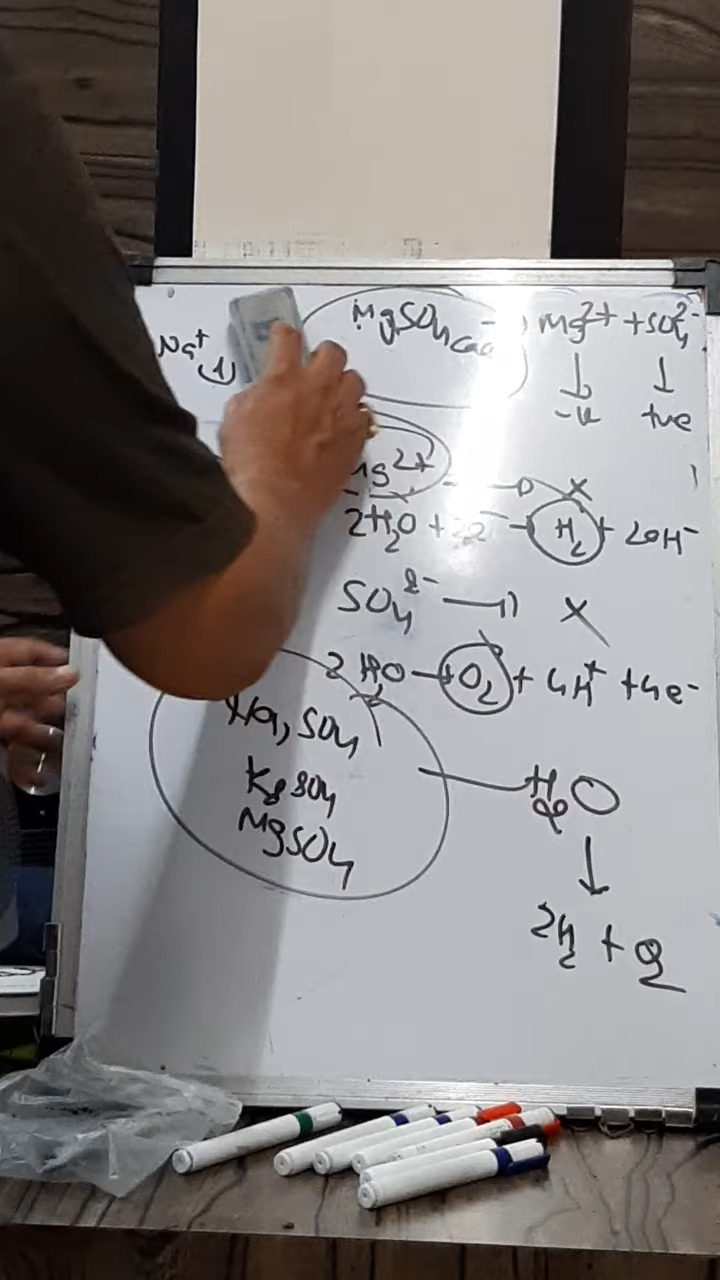 Na⁺
(1)
MgSO₄(aq) Mg²⁺ + SO₄²⁻
↓ ↓
-ve +ve
Mg²⁺ → ×
2H₂O + 2e⁻ → H₂ + 2OH⁻
SO₄²⁻ → ×
2H₂O → O₂ + 4H⁺ + 4e⁻
Na₂SO₄
K₂SO₄ — H₂O
MgSO₄
↓
2H₂ + O₂